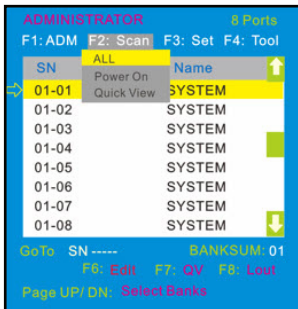 ADMINISTRATOR 8 Ports
F1: ADM F2: Scan F3: Set F4: Tool
SN Name
ALL
Power On
Quick View
01-01 SYSTEM
01-02 SYSTEM
01-03 SYSTEM
01-04 SYSTEM
01-05 SYSTEM
01-06 SYSTEM
01-07 SYSTEM
01-08 SYSTEM
GoTo SN ----- BANKSUM: 01
F6: Edit F7: QV F8: Lout
Page UP/ DN: Select Banks